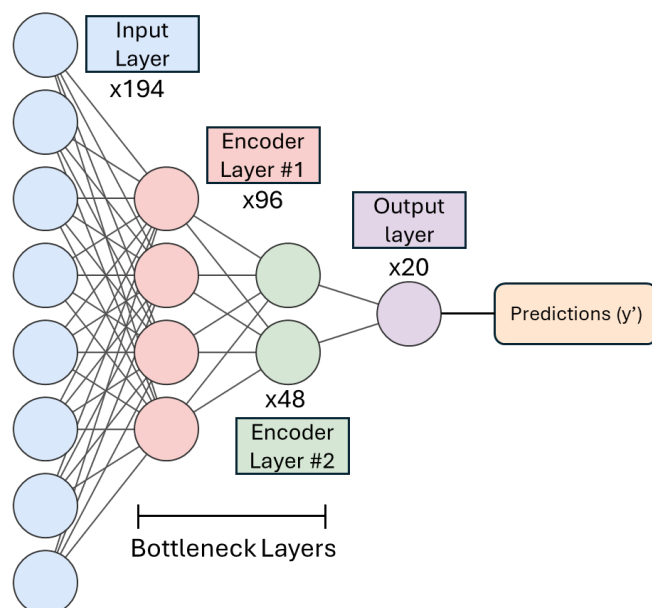 Input
Layer
x194
Encoder
Layer #1
x96
Output
layer
x20
Predictions (y’)
x48
Encoder
Layer #2
Bottleneck Layers